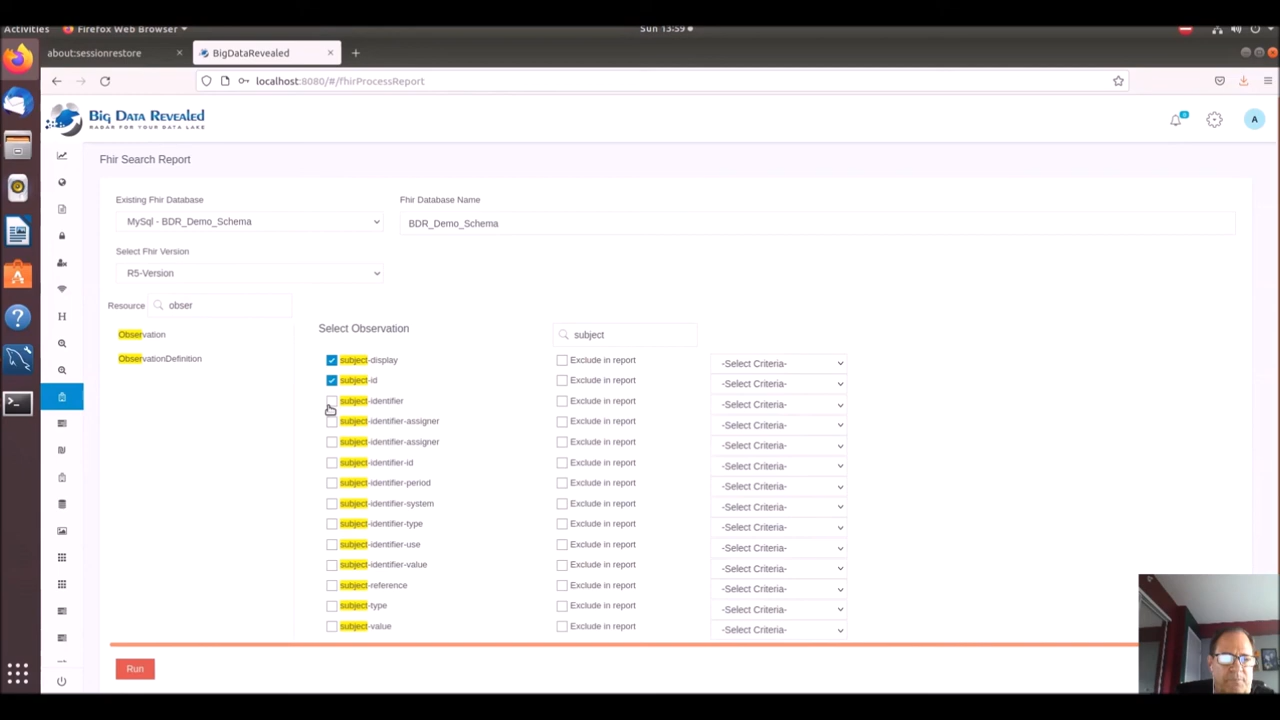 Activities Firefox Web Browser Sun 13:59
about:sessionrestore BigDataRevealed
localhost:8080/#/fhirProcessReport
Big Data Revealed
RADAR FOR YOUR DATA LAKE
A
Fhir Search Report
Existing Fhir Database Fhir Database Name
MySql - BDR_Demo_Schema BDR_Demo_Schema
Select Fhir Version
R5-Version
Resource obser
Observation Select Observation subject
ObservationDefinition subject-display Exclude in report -Select Criteria-
subject-id Exclude in report -Select Criteria-
subject-identifier Exclude in report -Select Criteria-
subject-identifier-assigner Exclude in report -Select Criteria-
subject-identifier-assigner Exclude in report -Select Criteria-
subject-identifier-id Exclude in report -Select Criteria-
subject-identifier-period Exclude in report -Select Criteria-
subject-identifier-system Exclude in report -Select Criteria-
subject-identifier-type Exclude in report -Select Criteria-
subject-identifier-use Exclude in report -Select Criteria-
subject-identifier-value Exclude in report -Select Criteria-
subject-reference Exclude in report -Select Criteria-
subject-type Exclude in report -Select Criteria-
subject-value Exclude in report -Select Criteria-
Run